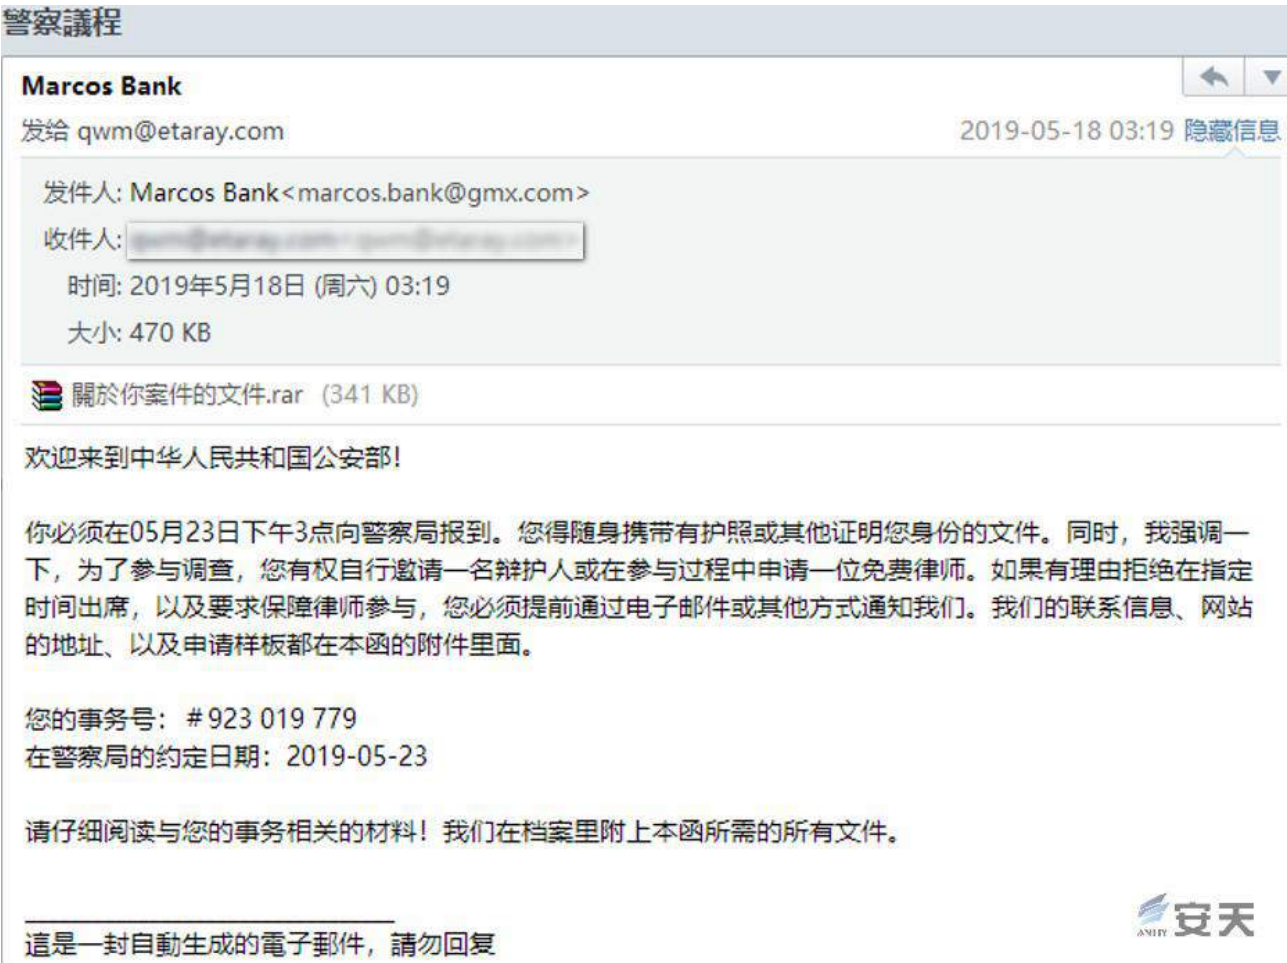 警察議程
Marcos Bank
发给 qwm@etaray.com
2019-05-18 03:19 隐藏信息
发件人: Marcos Bank<marcos.bank@gmx.com>
收件人:
时间: 2019年5月18日 (周六) 03:19
大小: 470 KB
關於你案件的文件.rar (341 KB)
欢迎来到中华人民共和国公安部!
你必须在05月23日下午3点向警察局报到。您得随身携带有护照或其他证明您身份的文件。同时，我强调一
下，为了参与调查，您有权自行邀请一名辩护人或在参与过程中申请一位免费律师。如果有理由拒绝在指定
时间出席，以及要求保障律师参与，您必须提前通过电子邮件或其他方式通知我们。我们的联系信息、网站
的地址、以及申请样板都在本函的附件里面。
您的事务号：#923 019 779
在警察局的约定日期：2019-05-23
请仔细阅读与您的事务相关的材料！我们在档案里附上本函所需的所有文件。
這是一封自動生成的電子郵件，請勿回复
安天
ANTIY